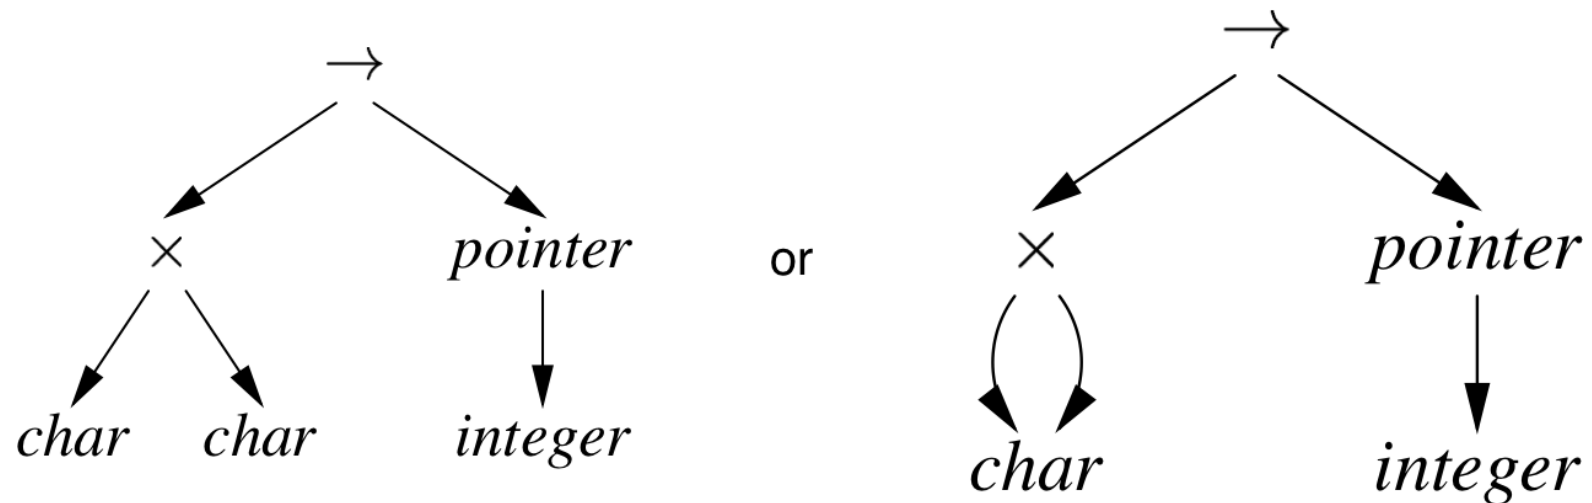 → →
× pointer or × pointer
char char integer char integer